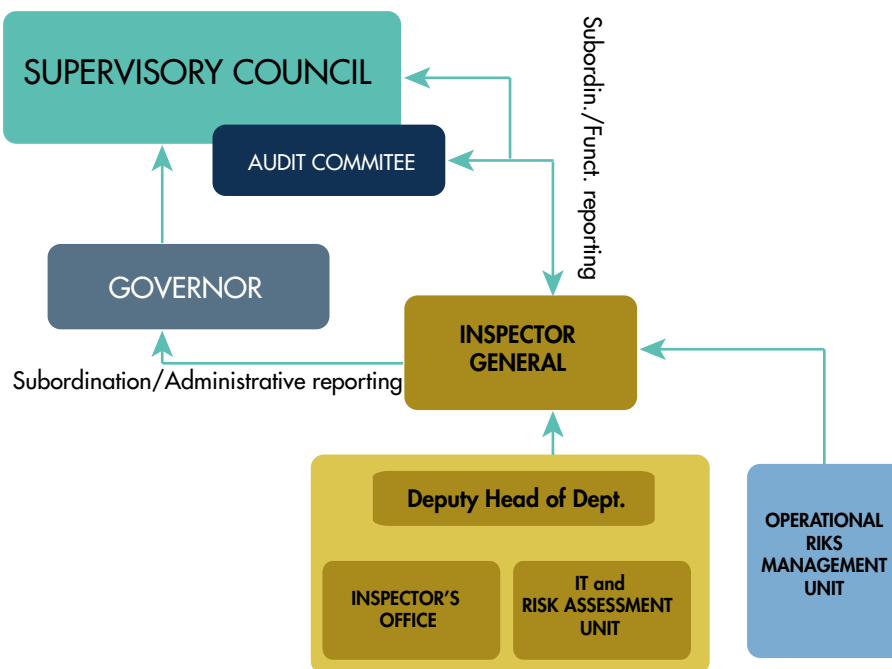 SUPERVISORY COUNCIL
AUDIT COMMITEE
Subordin./Funct. reporting
GOVERNOR
INSPECTOR
GENERAL
Subordination/Administrative reporting
Deputy Head of Dept.
INSPECTOR'S
OFFICE
IT and
RISK ASSESSMENT
UNIT
OPERATIONAL
RIKS
MANAGEMENT
UNIT